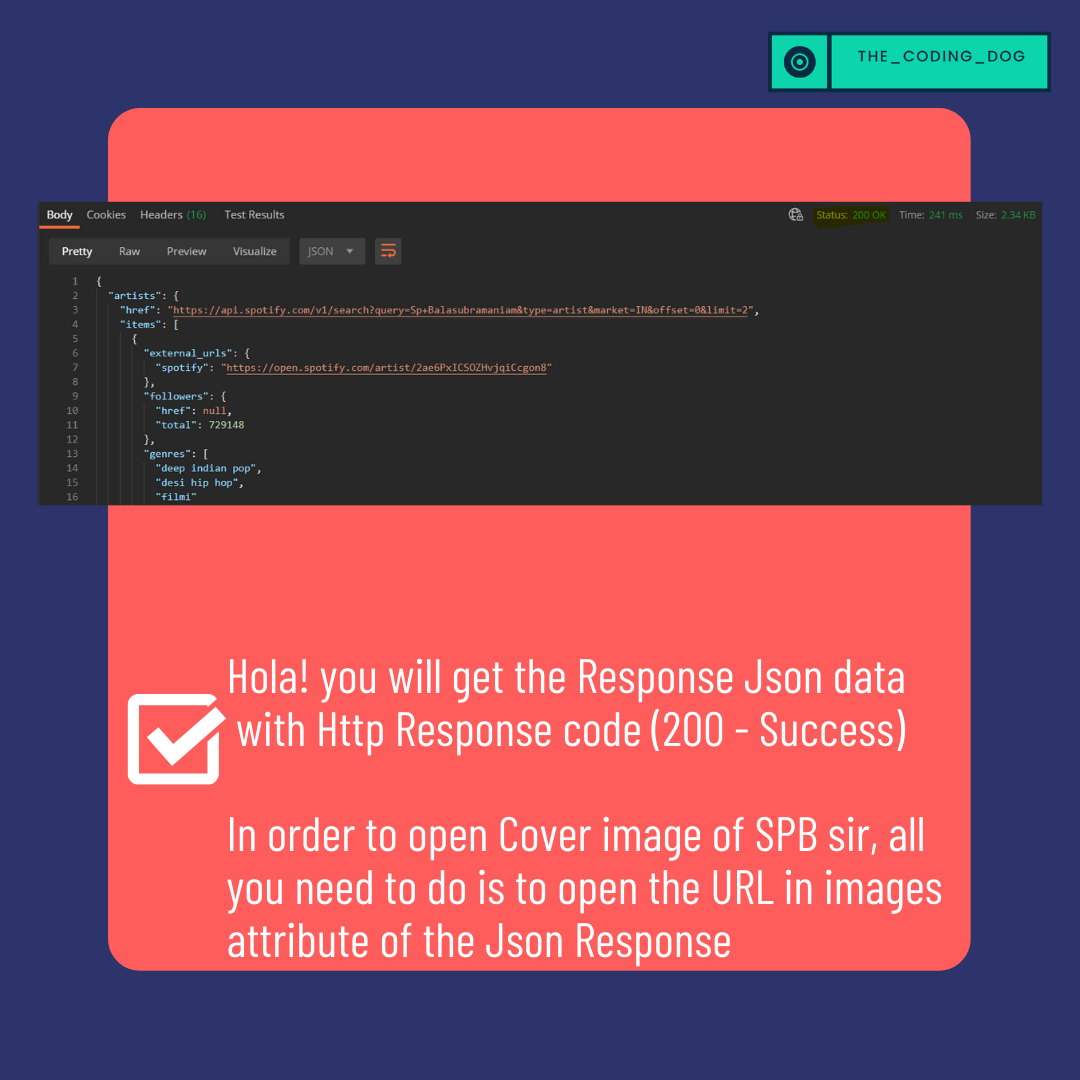 THE_CODING_DOG
Body Cookies Headers (16) Test Results Status: 200 OK Time: 241 ms Size: 2.34 KB
Pretty Raw Preview Visualize JSON
1 {
2 "artists": {
3 "href": "https://api.spotify.com/v1/search?query=Sp+Balasubramaniam&type=artist&market=IN&offset=0&limit=2",
4 "items": [
5 {
6 "external_urls": {
7 "spotify": "https://open.spotify.com/artist/2ae6PxICSOZHvjqiCcgon8"
8 },
9 "followers": {
10 "href": null,
11 "total": 729148
12 },
13 "genres": [
14 "deep indian pop",
15 "desi hip hop",
16 "filmi"
Hola! you will get the Response Json data
with Http Response code (200 - Success)
In order to open Cover image of SPB sir, all
you need to do is to open the URL in images
attribute of the Json Response